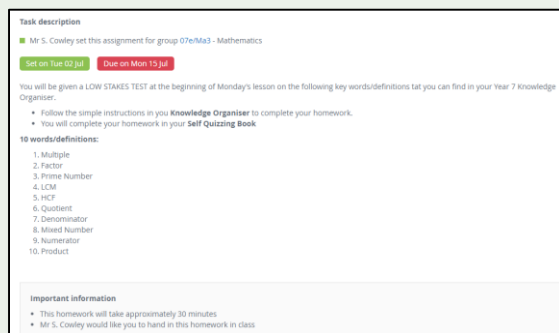 Task description
Mr S. Cowley set this assignment for group 07e/Ma3 - Mathematics
Set on Tue 02 Jul Due on Mon 15 Jul
You will be given a LOW STAKES TEST at the beginning of Monday's lesson on the following key words/definitions tat you can find in your Year 7 Knowledge
Organiser.
• Follow the simple instructions in you Knowledge Organiser to complete your homework.
• You will complete your homework in your Self Quizzing Book
10 words/definitions:
1. Multiple
2. Factor
3. Prime Number
4. LCM
5. HCF
6. Quotient
7. Denominator
8. Mixed Number
9. Numerator
10. Product
Important information
• This homework will take approximately 30 minutes
• Mr S. Cowley would like you to hand in this homework in class